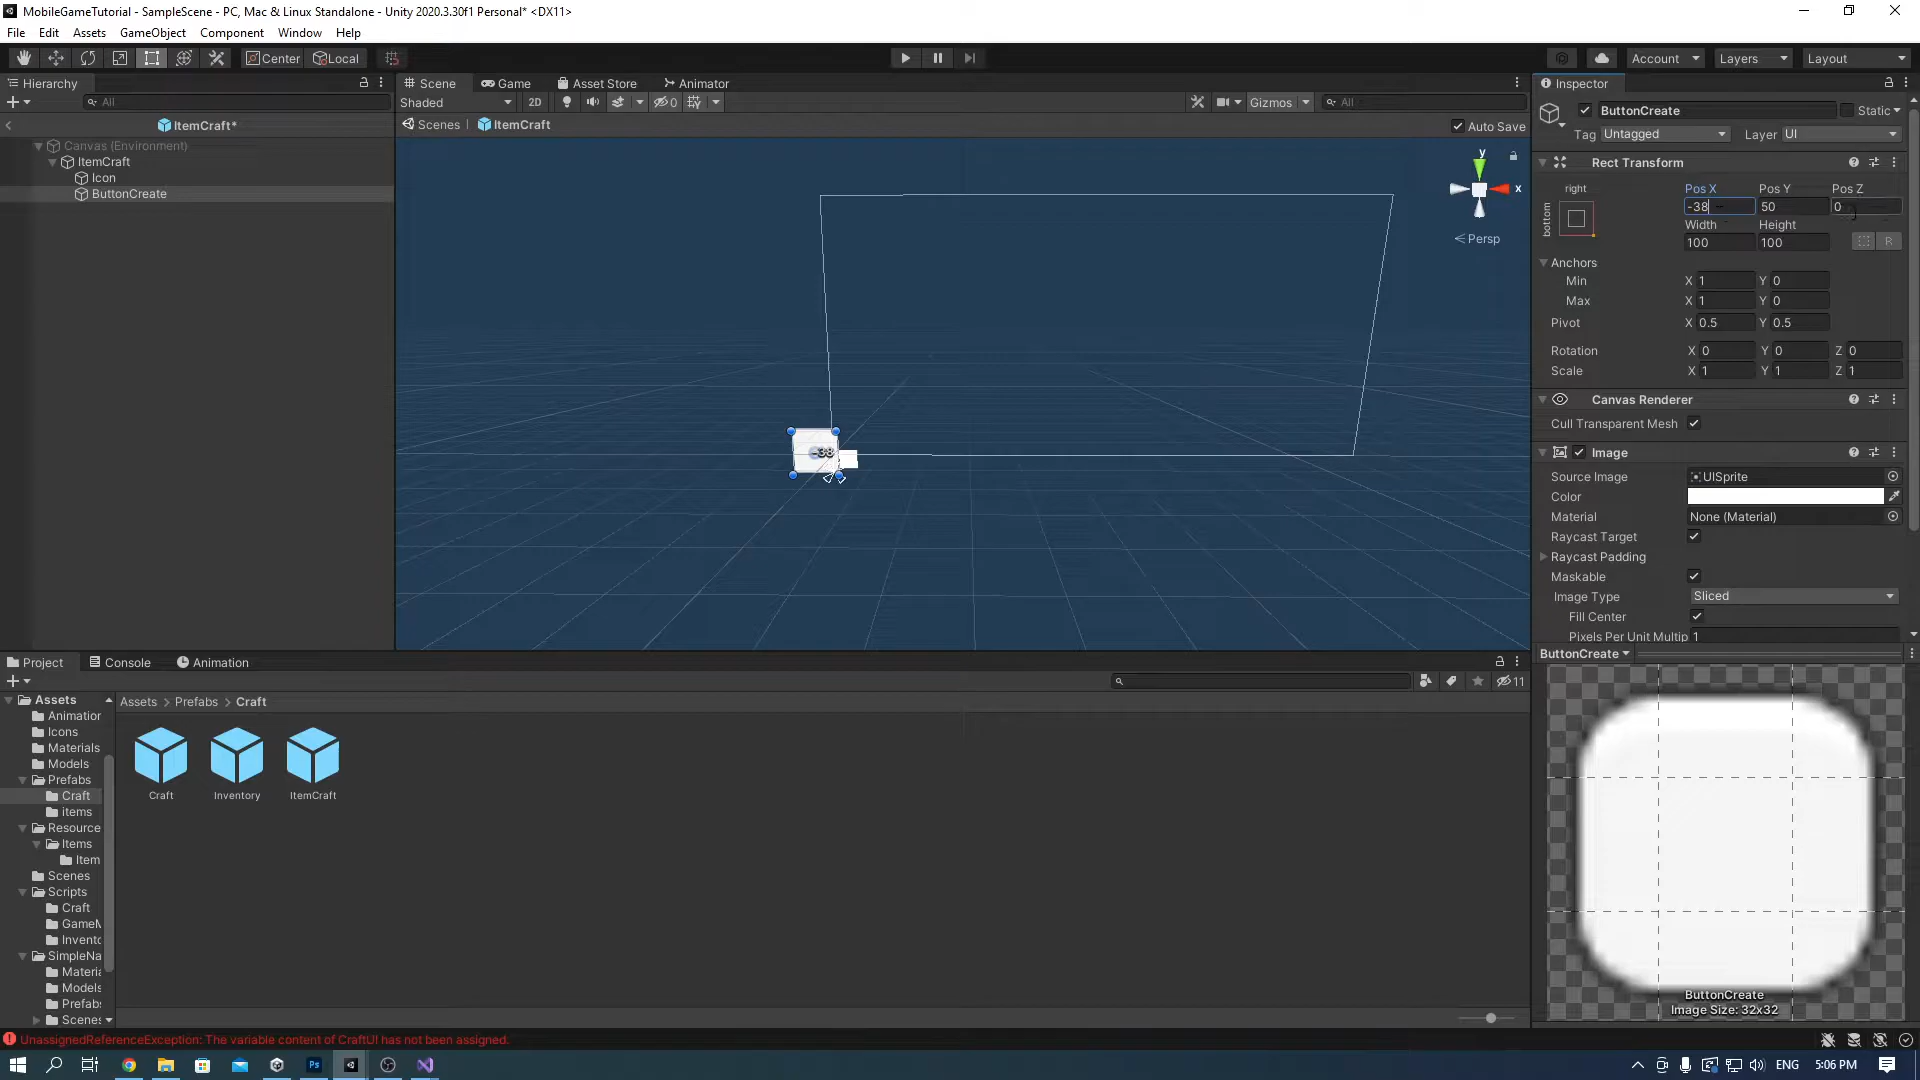 MobileGameTutorial - SampleScene - PC, Mac & Linux Standalone - Unity 2020.3.30f1 Personal* <DX11>
File Edit Assets GameObject Component Window Help
Center Local Account Layers Layout
Hierarchy
All
ItemCraft*
Canvas (Environment)
ItemCraft
Icon
ButtonCreate
Scene Game Asset Store Animator
Shaded 2D 0 Gizmos All
Scenes ItemCraft Auto Save
y
x
Persp
-38
Inspector
ButtonCreate Static
Tag Untagged Layer UI
Rect Transform
right
bottom
Pos X Pos Y Pos Z
-38 50 0
Width Height
100 100 R
Anchors
Min X 1 Y 0
Max X 1 Y 0
Pivot X 0.5 Y 0.5
Rotation X 0 Y 0 Z 0
Scale X 1 Y 1 Z 1
Canvas Renderer
Cull Transparent Mesh
Image
Source Image UISprite
Color
Material None (Material)
Raycast Target
Raycast Padding
Maskable
Image Type Sliced
Fill Center
Pixels Per Unit Multip 1
ButtonCreate
ButtonCreate
Image Size: 32x32
Project Console Animation
11
Assets
Animation
Icons
Materials
Models
Prefabs
Craft
items
Resource
Items
Item
Scenes
Scripts
Craft
GameM
Invento
SimpleNa
Materia
Models
Prefab
Scenes
Assets > Prefabs > Craft
Craft Inventory ItemCraft
UnassignedReferenceException: The variable content of CraftUI has not been assigned.
Ps
ENG 5:06 PM